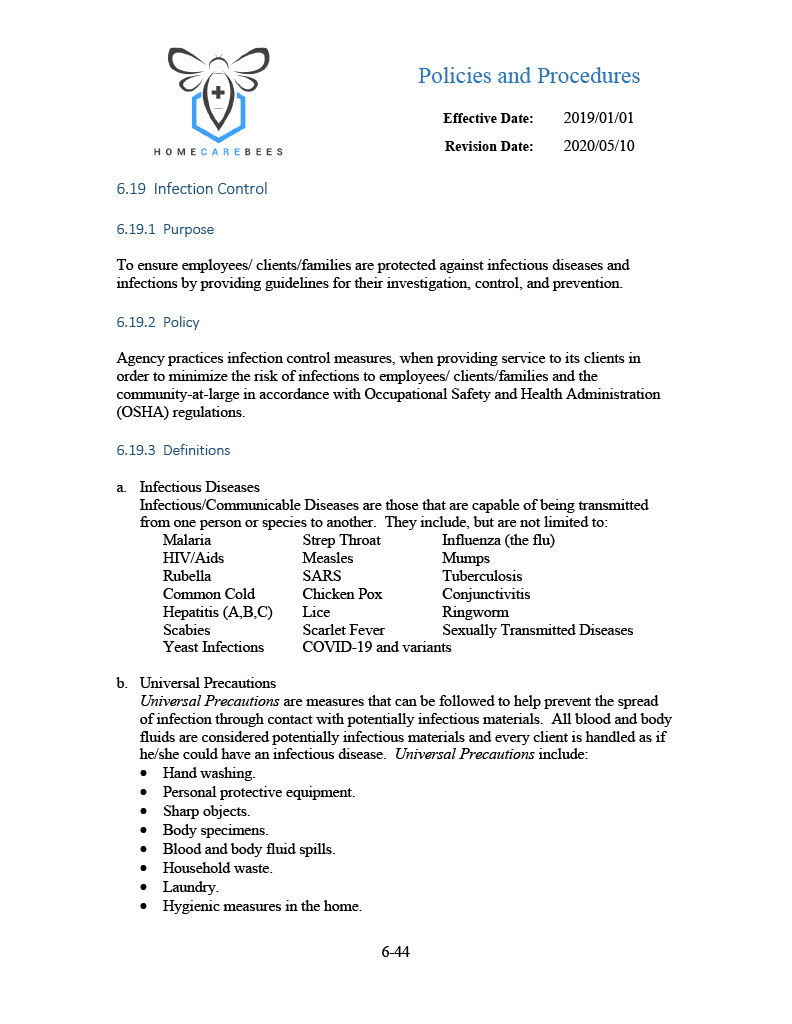 HOMECAREBEES
Policies and Procedures
Effective Date: 2019/01/01
Revision Date: 2020/05/10
6.19 Infection Control
6.19.1 Purpose
To ensure employees/ clients/families are protected against infectious diseases and
infections by providing guidelines for their investigation, control, and prevention.
6.19.2 Policy
Agency practices infection control measures, when providing service to its clients in
order to minimize the risk of infections to employees/ clients/families and the
community-at-large in accordance with Occupational Safety and Health Administration
(OSHA) regulations.
6.19.3 Definitions
a. Infectious Diseases
Infectious/Communicable Diseases are those that are capable of being transmitted
from one person or species to another. They include, but are not limited to:
Malaria Strep Throat Influenza (the flu)
HIV/Aids Measles Mumps
Rubella SARS Tuberculosis
Common Cold Chicken Pox Conjunctivitis
Hepatitis (A,B,C) Lice Ringworm
Scabies Scarlet Fever Sexually Transmitted Diseases
Yeast Infections COVID-19 and variants
b. Universal Precautions
Universal Precautions are measures that can be followed to help prevent the spread
of infection through contact with potentially infectious materials. All blood and body
fluids are considered potentially infectious materials and every client is handled as if
he/she could have an infectious disease. Universal Precautions include:
• Hand washing.
• Personal protective equipment.
• Sharp objects.
• Body specimens.
• Blood and body fluid spills.
• Household waste.
• Laundry.
• Hygienic measures in the home.
6-44